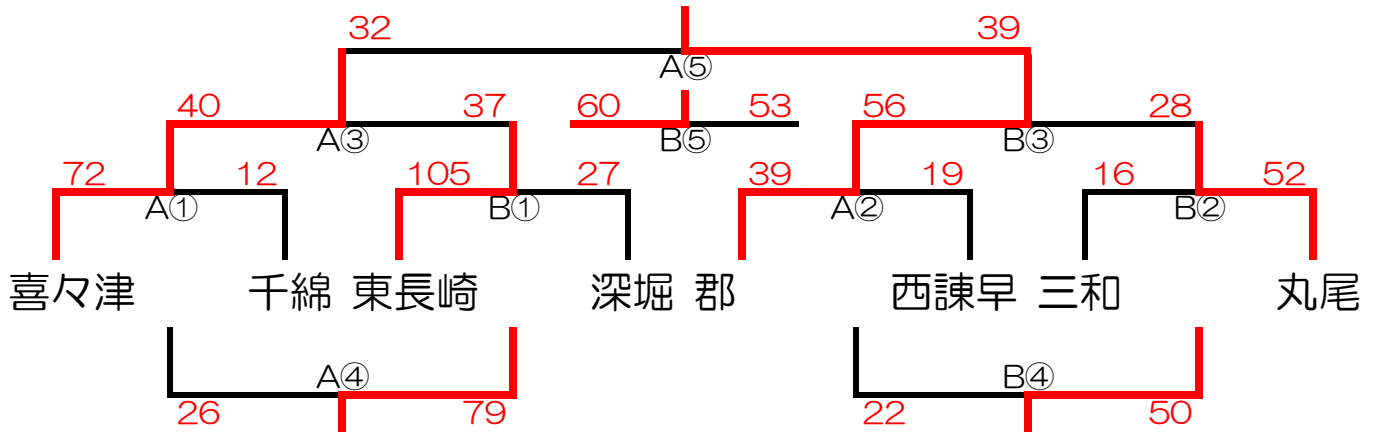 32 39
A⑤
40 37 60 53 56 28
A③ B⑤ B③
72 12 105 27 39 19 16 52
A① B① A② B②
喜々津 千綿 東長崎 深堀 郡 西諫早 三和 丸尾
A④ B④
26 79 22 50